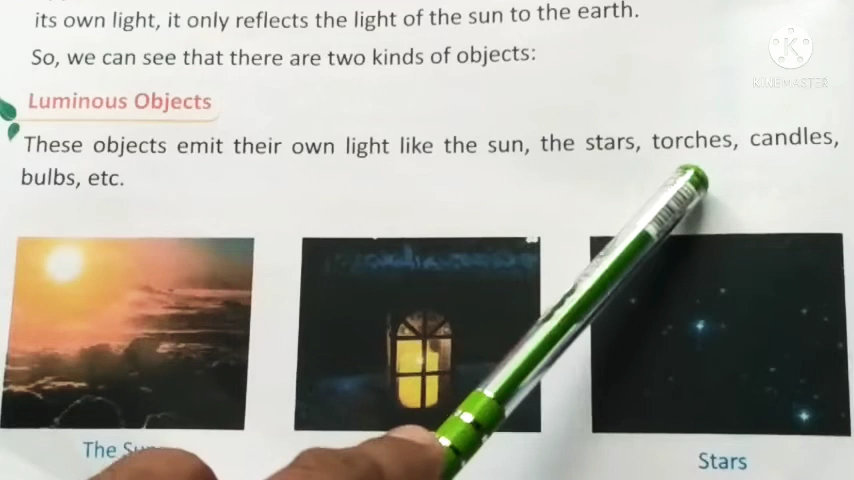 its own light, it only reflects the light of the sun to the earth.
So, we can see that there are two kinds of objects:
Luminous Objects
These objects emit their own light like the sun, the stars, torches, candles,
bulbs, etc.
The
Stars
K
KINEMASTER